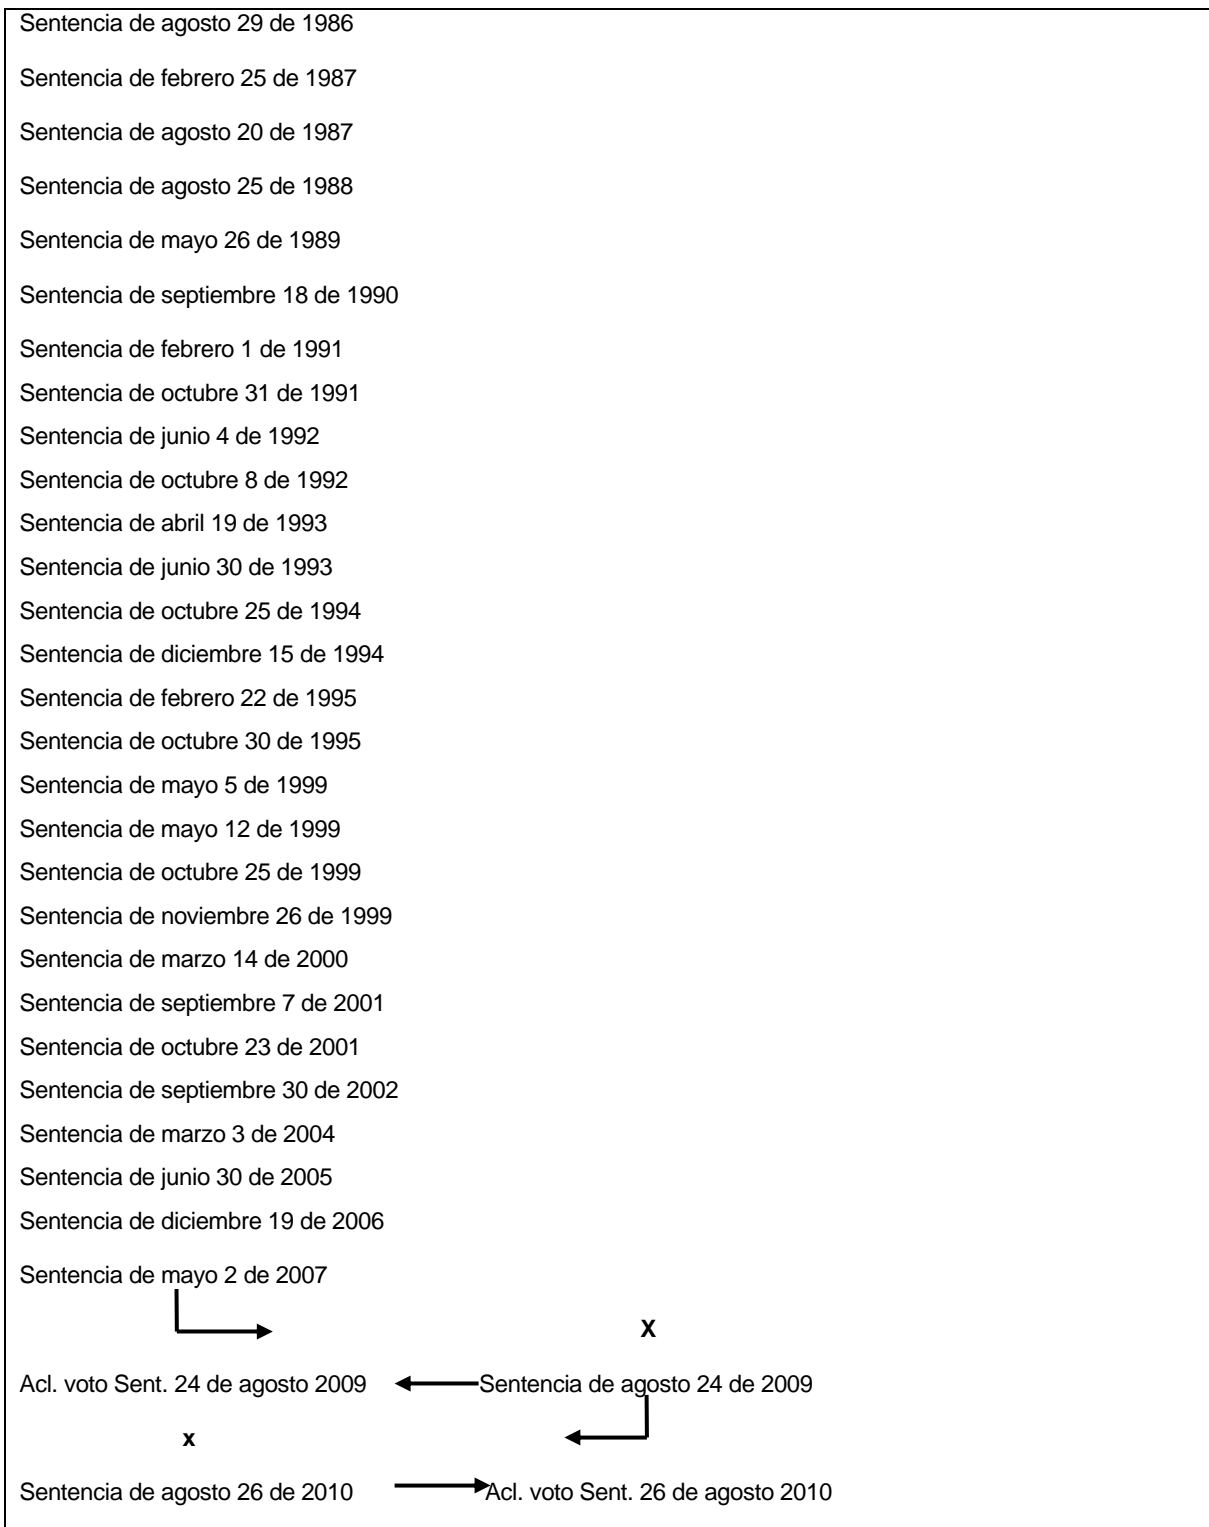 Sentencia de agosto 29 de 1986
Sentencia de febrero 25 de 1987
Sentencia de agosto 20 de 1987
Sentencia de agosto 25 de 1988
Sentencia de mayo 26 de 1989
Sentencia de septiembre 18 de 1990
Sentencia de febrero 1 de 1991
Sentencia de octubre 31 de 1991
Sentencia de junio 4 de 1992
Sentencia de octubre 8 de 1992
Sentencia de abril 19 de 1993
Sentencia de junio 30 de 1993
Sentencia de octubre 25 de 1994
Sentencia de diciembre 15 de 1994
Sentencia de febrero 22 de 1995
Sentencia de octubre 30 de 1995
Sentencia de mayo 5 de 1999
Sentencia de mayo 12 de 1999
Sentencia de octubre 25 de 1999
Sentencia de noviembre 26 de 1999
Sentencia de marzo 14 de 2000
Sentencia de septiembre 7 de 2001
Sentencia de octubre 23 de 2001
Sentencia de septiembre 30 de 2002
Sentencia de marzo 3 de 2004
Sentencia de junio 30 de 2005
Sentencia de diciembre 19 de 2006
Sentencia de mayo 2 de 2007
X
Acl. voto Sent. 24 de agosto 2009 Sentencia de agosto 24 de 2009
x
Sentencia de agosto 26 de 2010 Acl. voto Sent. 26 de agosto 2010